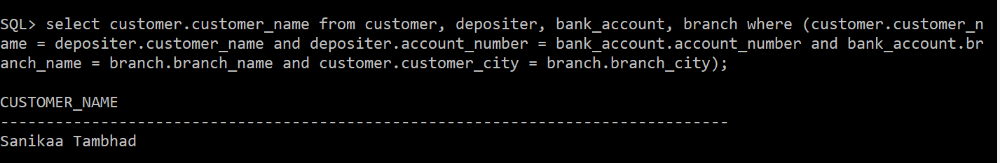 SQL> select customer.customer_name from customer, depositer, bank_account, branch where (customer.customer_n
ame = depositer.customer_name and depositer.account_number = bank_account.account_number and bank_account.br
anch_name = branch.branch_name and customer.customer_city = branch.branch_city);
CUSTOMER_NAME
--------------------------------------------------------------------------------
Sanikaa Tambhad